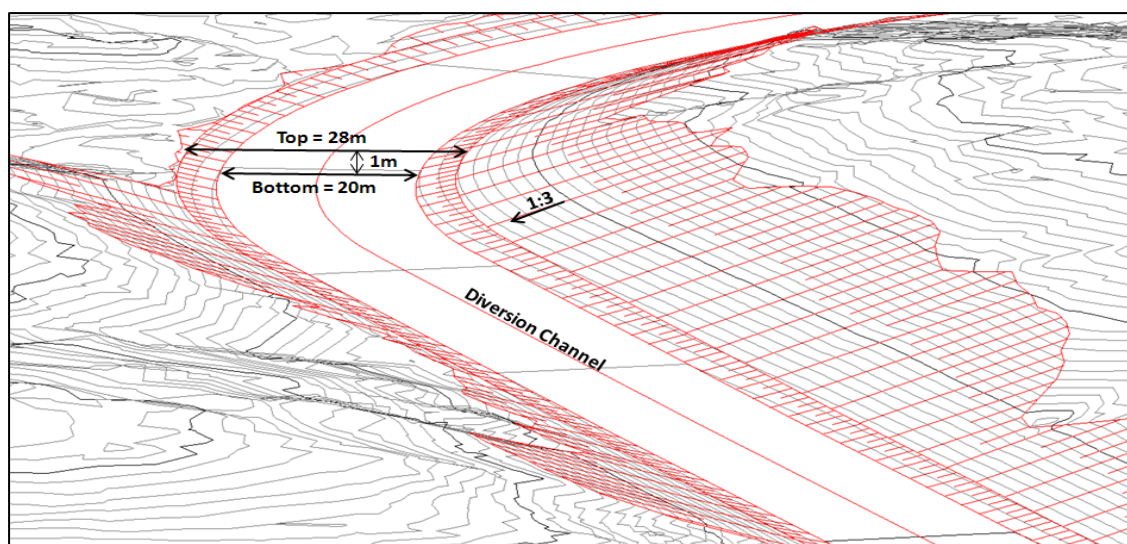 Top = 28m
1m
Bottom = 20m
1:3
Diversion Channel